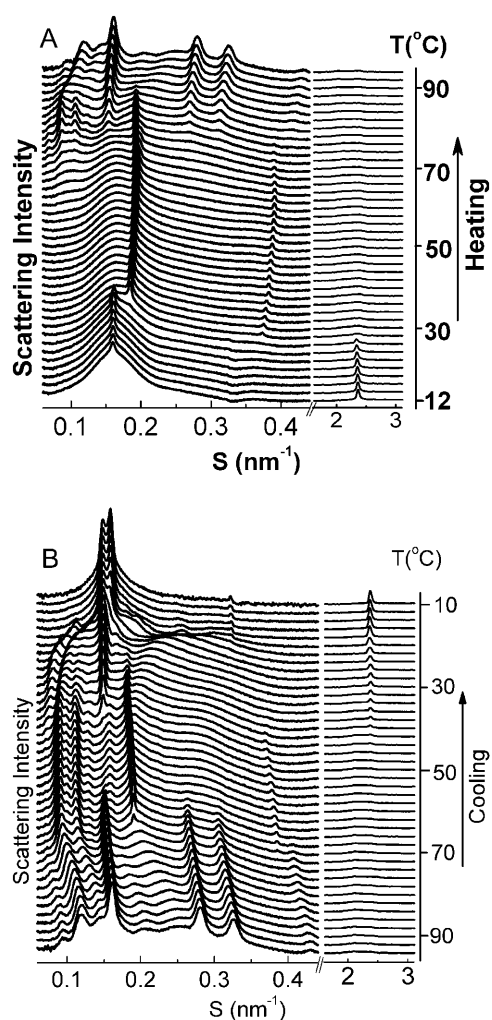 A
T(°C)
90
70
50
30
12
Heating
Scattering Intensity
0.1 0.2 0.3 0.4 2 3
S (nm-1)
B
T(°C)
10
30
50
70
90
Cooling
Scattering Intensity
0.1 0.2 0.3 0.4 2 3
S (nm-1)